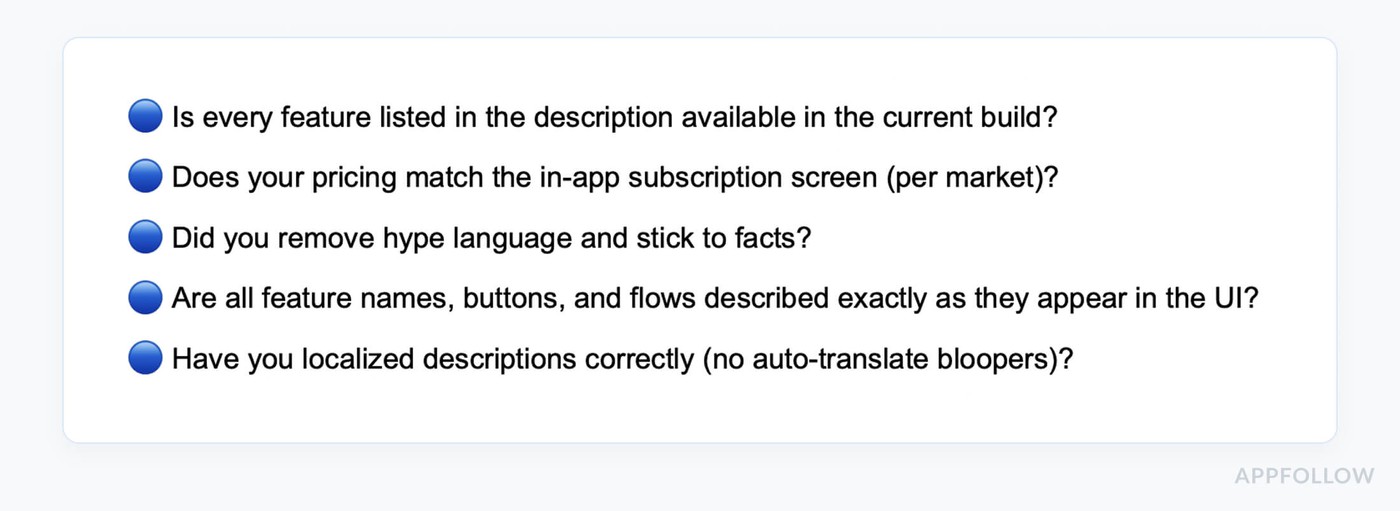 Is every feature listed in the description available in the current build?
Does your pricing match the in-app subscription screen (per market)?
Did you remove hype language and stick to facts?
Are all feature names, buttons, and flows described exactly as they appear in the UI?
Have you localized descriptions correctly (no auto-translate bloopers)?
APPFOLLOW